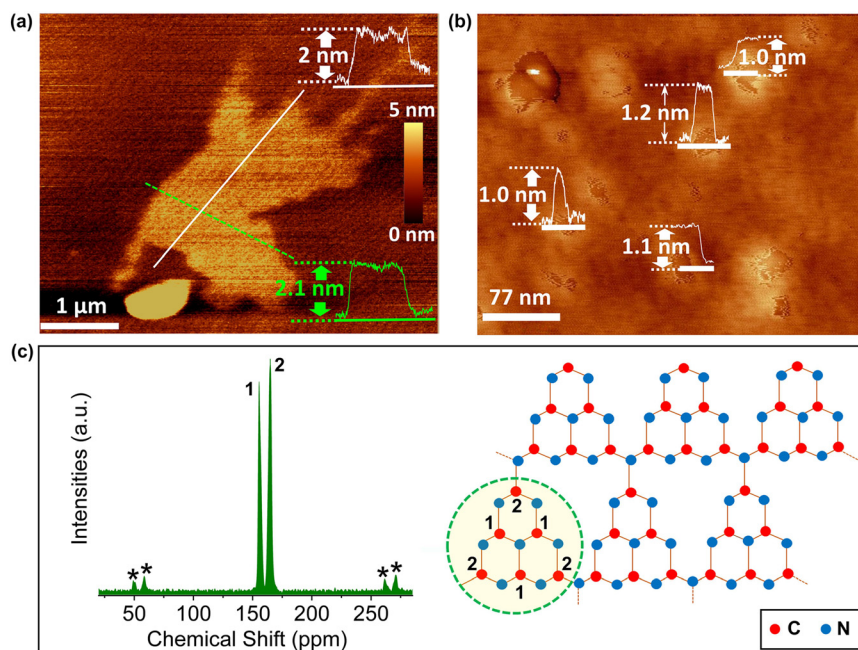 (a)
2 nm
5 nm
0 nm
2.1 nm
1 µm
(b)
1.0 nm
1.2 nm
1.0 nm
1.1 nm
77 nm
(c)
Intensities (a.u.)
1
2
* *
* *
50 100 150 200 250
Chemical Shift (ppm)
2
1 1
2 2
1
C N